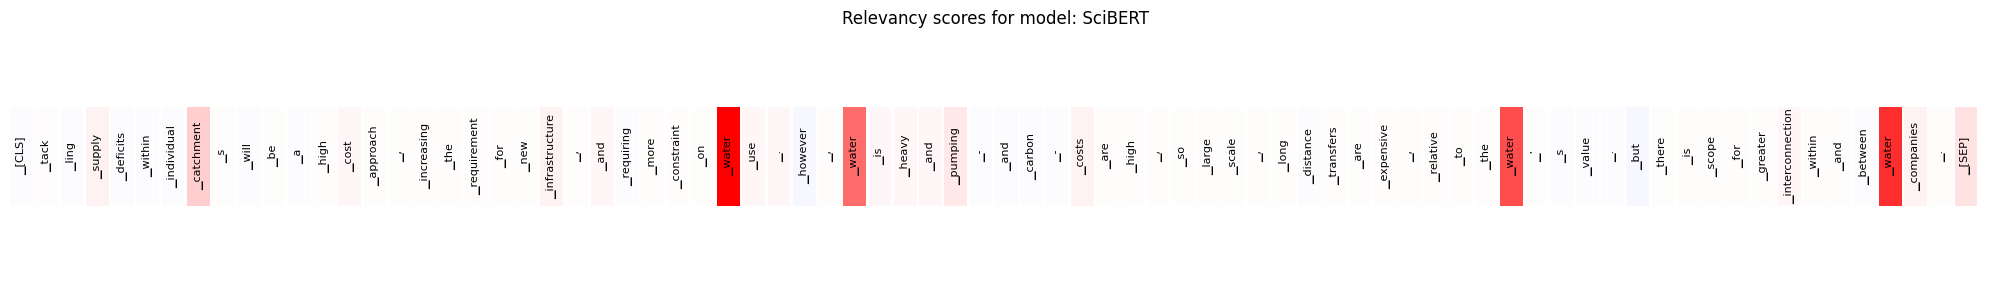 Relevancy scores for model: SciBERT
_[CLS] _tack _ling _supply _deficits _within _individual _catchment _s _will _be _a _high _cost _approach _, _increasing _the _requirement _for _new _infrastructure _, _and _requiring _more _constraint _on _water _use _. _however _, _water _is _heavy _and _pumping _- _and _carbon _- _costs _are _high _, _so _large _scale _, _long _distance _transfers _are _expensive _, _relative _to _the _water _' _s _value _. _but _there _is _scope _for _greater _interconnection _within _and _between _water _companies _. _[SEP]